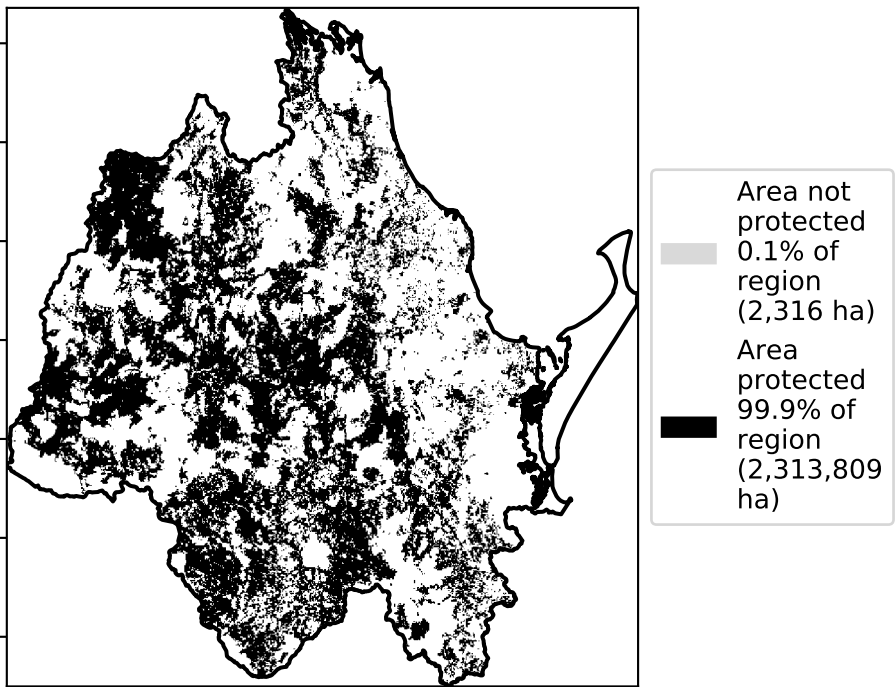 Area not
protected
0.1% of
region
(2,316 ha)
Area
protected
99.9% of
region
(2,313,809
ha)